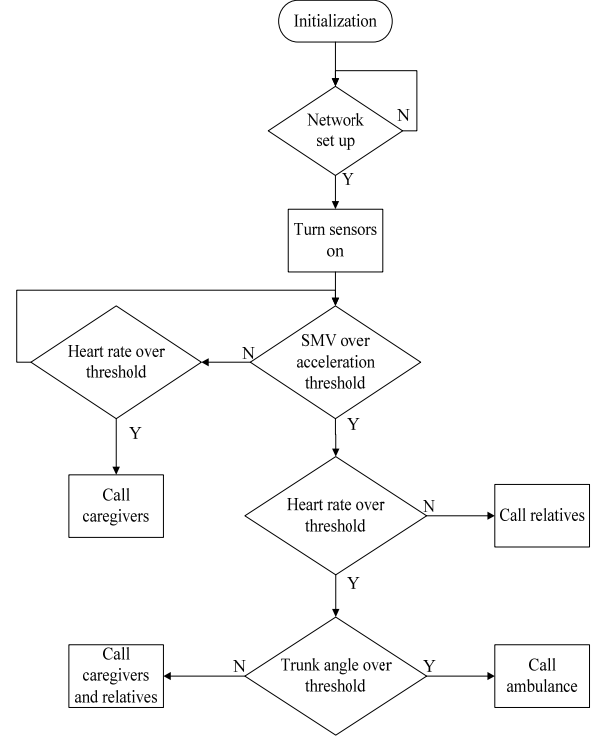 Initialization
Network
set up
N
Y
Turn sensors
on
SMV over
acceleration
threshold
N
Heart rate over
threshold
Y
Y
Call
caregivers
Heart rate over
threshold
N
Call relatives
Y
Call
caregivers
and relatives
N
Trunk angle over
threshold
Y
Call
ambulance